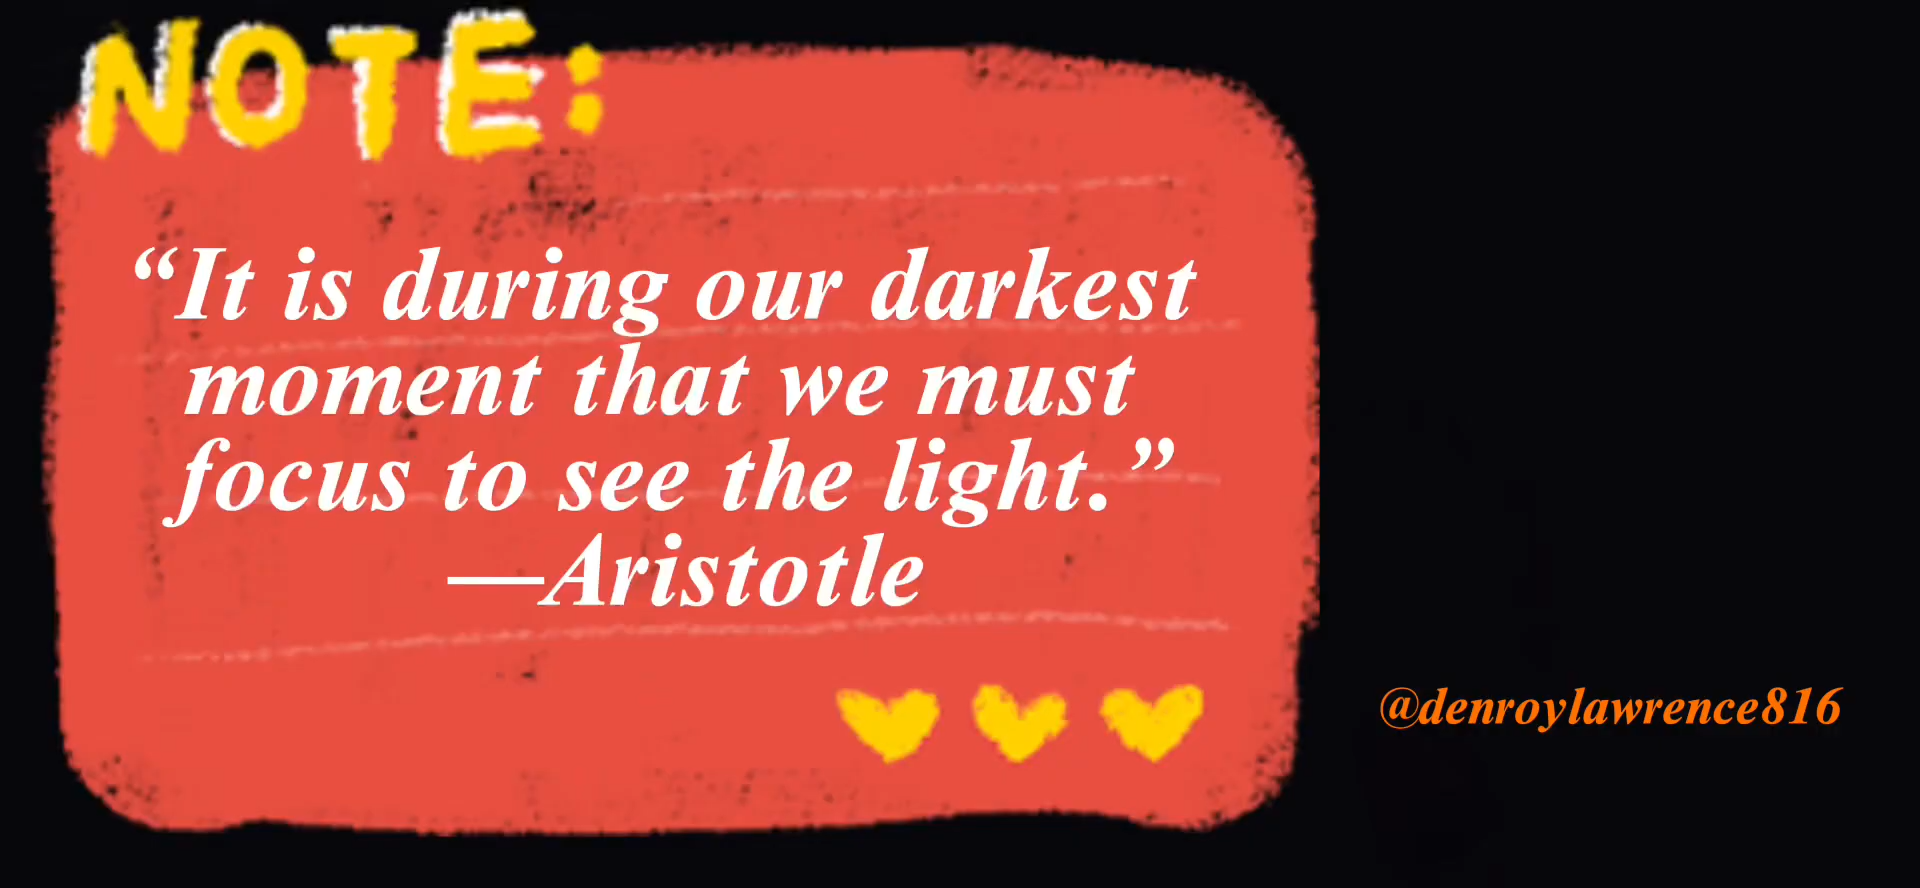 NOTE:
“It is during our darkest
moment that we must
focus to see the light.”
—Aristotle
@denroylawrence816